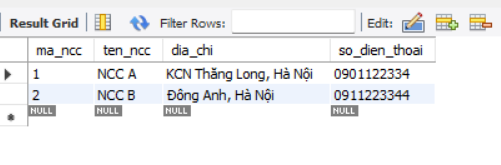 Result Grid Filter Rows: Edit:
ma_ncc ten_ncc dia_chi so_dien_thoai
1 NCC A KCN Thăng Long, Hà Nội 0901122334
2 NCC B Đông Anh, Hà Nội 0911223344
NULL NULL NULL NULL